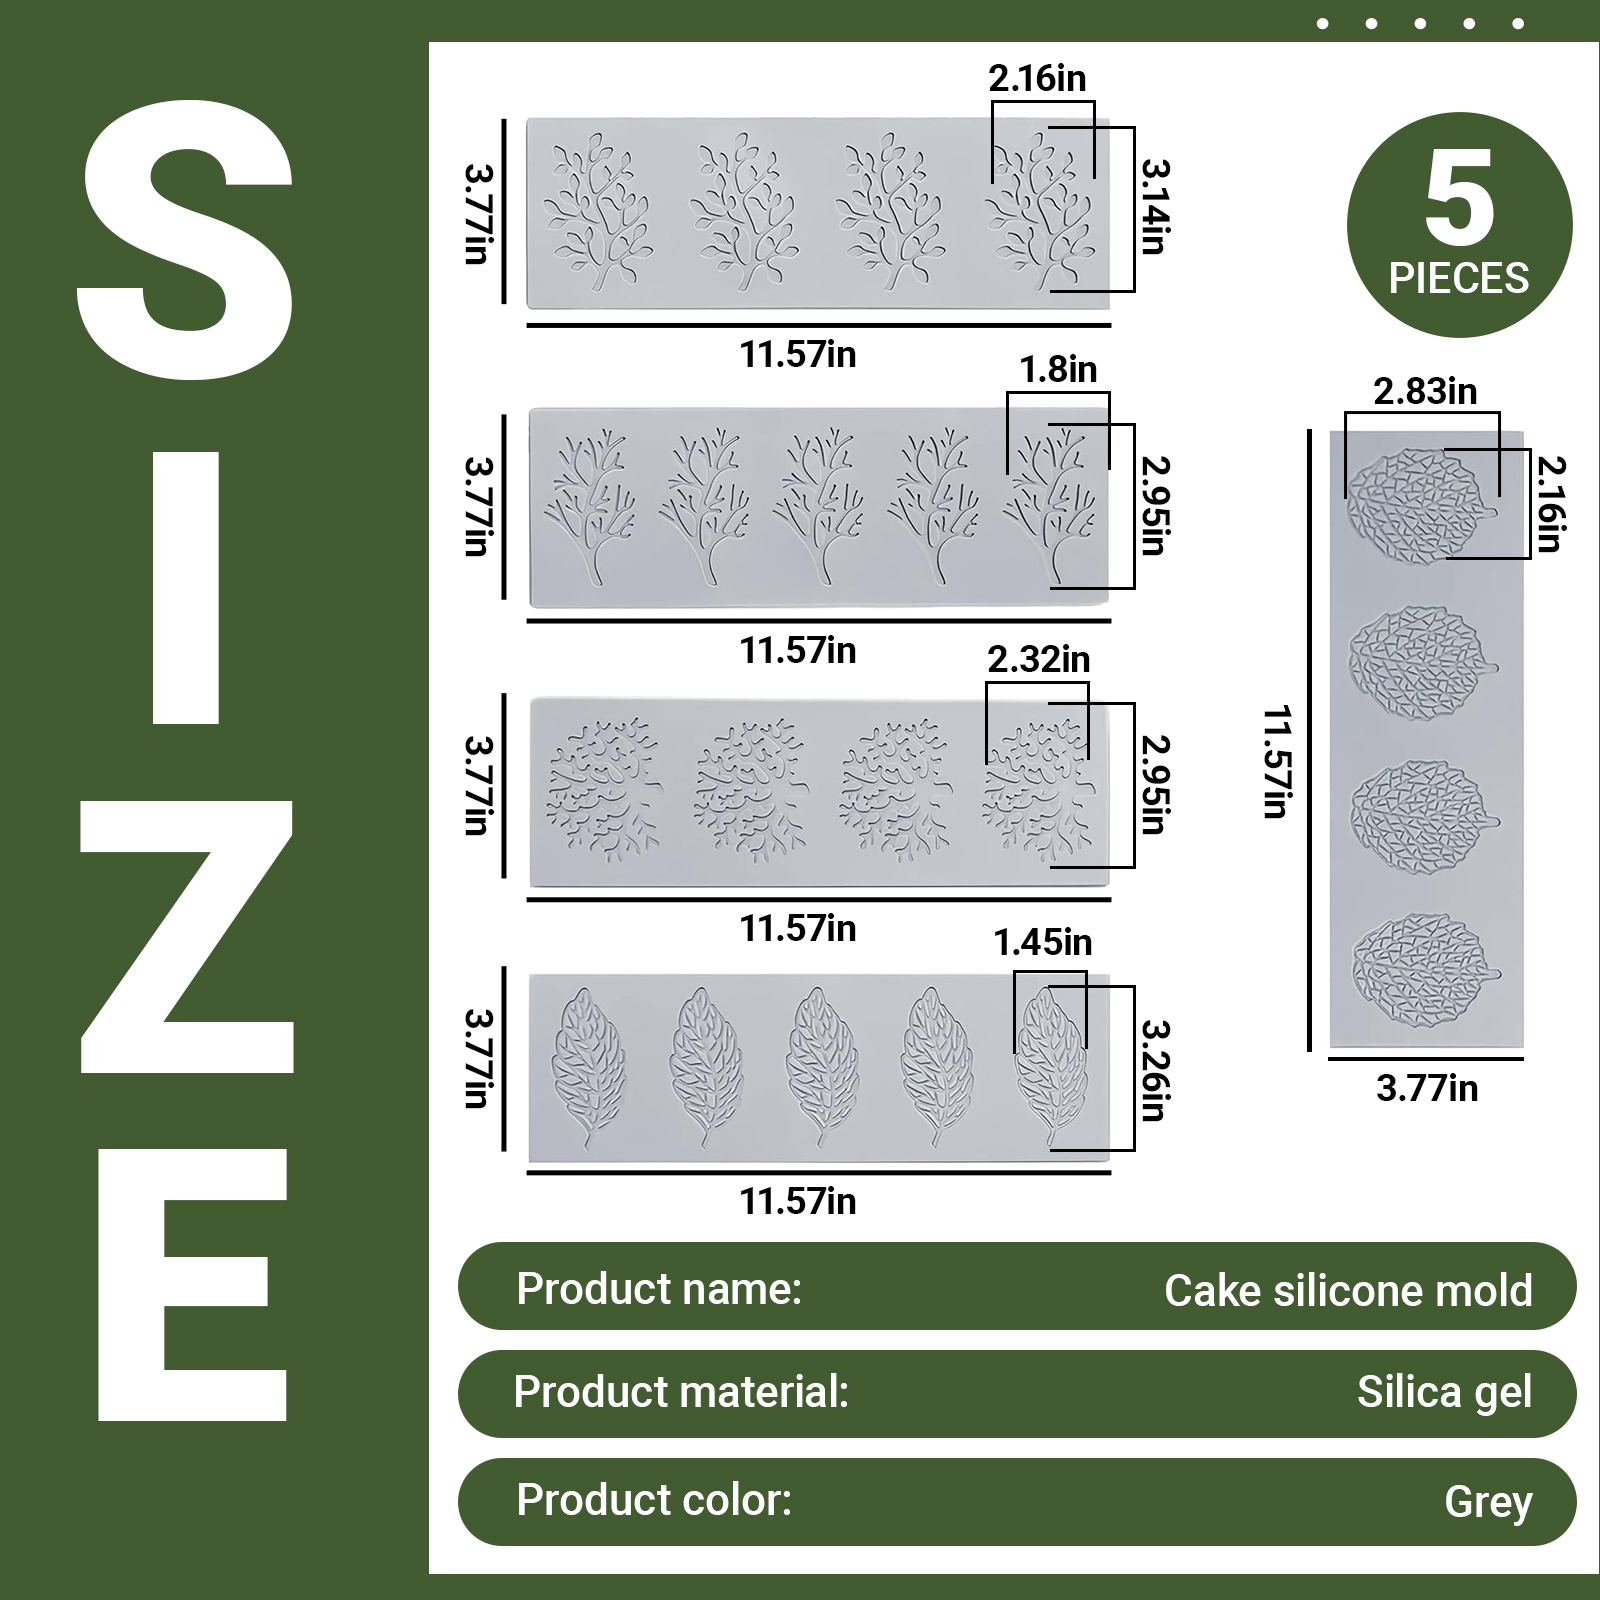 SIZE
2.16in
3.77in
3.14in
11.57in
5
PIECES
1.8in
3.77in
2.95in
11.57in
2.83in
2.16in
11.57in
3.77in
2.32in
3.77in
2.95in
11.57in
1.45in
3.77in
3.26in
11.57in
Product name: Cake silicone mold
Product material: Silica gel
Product color: Grey